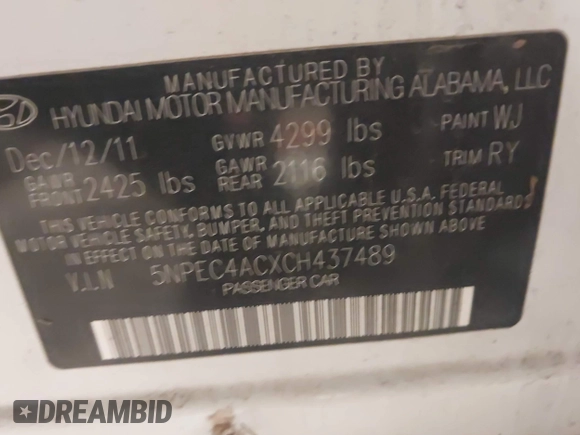 MANUFACTURED BY
HYUNDAI MOTOR MANUFACTURING ALABAMA, LLC
Dec/12/11 GVWR 4299 lbs PAINT WJ
GAWR FRONT 2425 lbs GAWR REAR 2116 lbs TRIM RY
THIS VEHICLE CONFORMS TO ALL APPLICABLE U.S.A. FEDERAL
MOTOR VEHICLE SAFETY, BUMPER, AND THEFT PREVENTION STANDARDS
IN EFFECT ON THE DATE OF MANUFACTURE SHOWN ABOVE.
V.I.N 5NPEC4ACXCH437489
PASSENGER CAR
DREAMBID